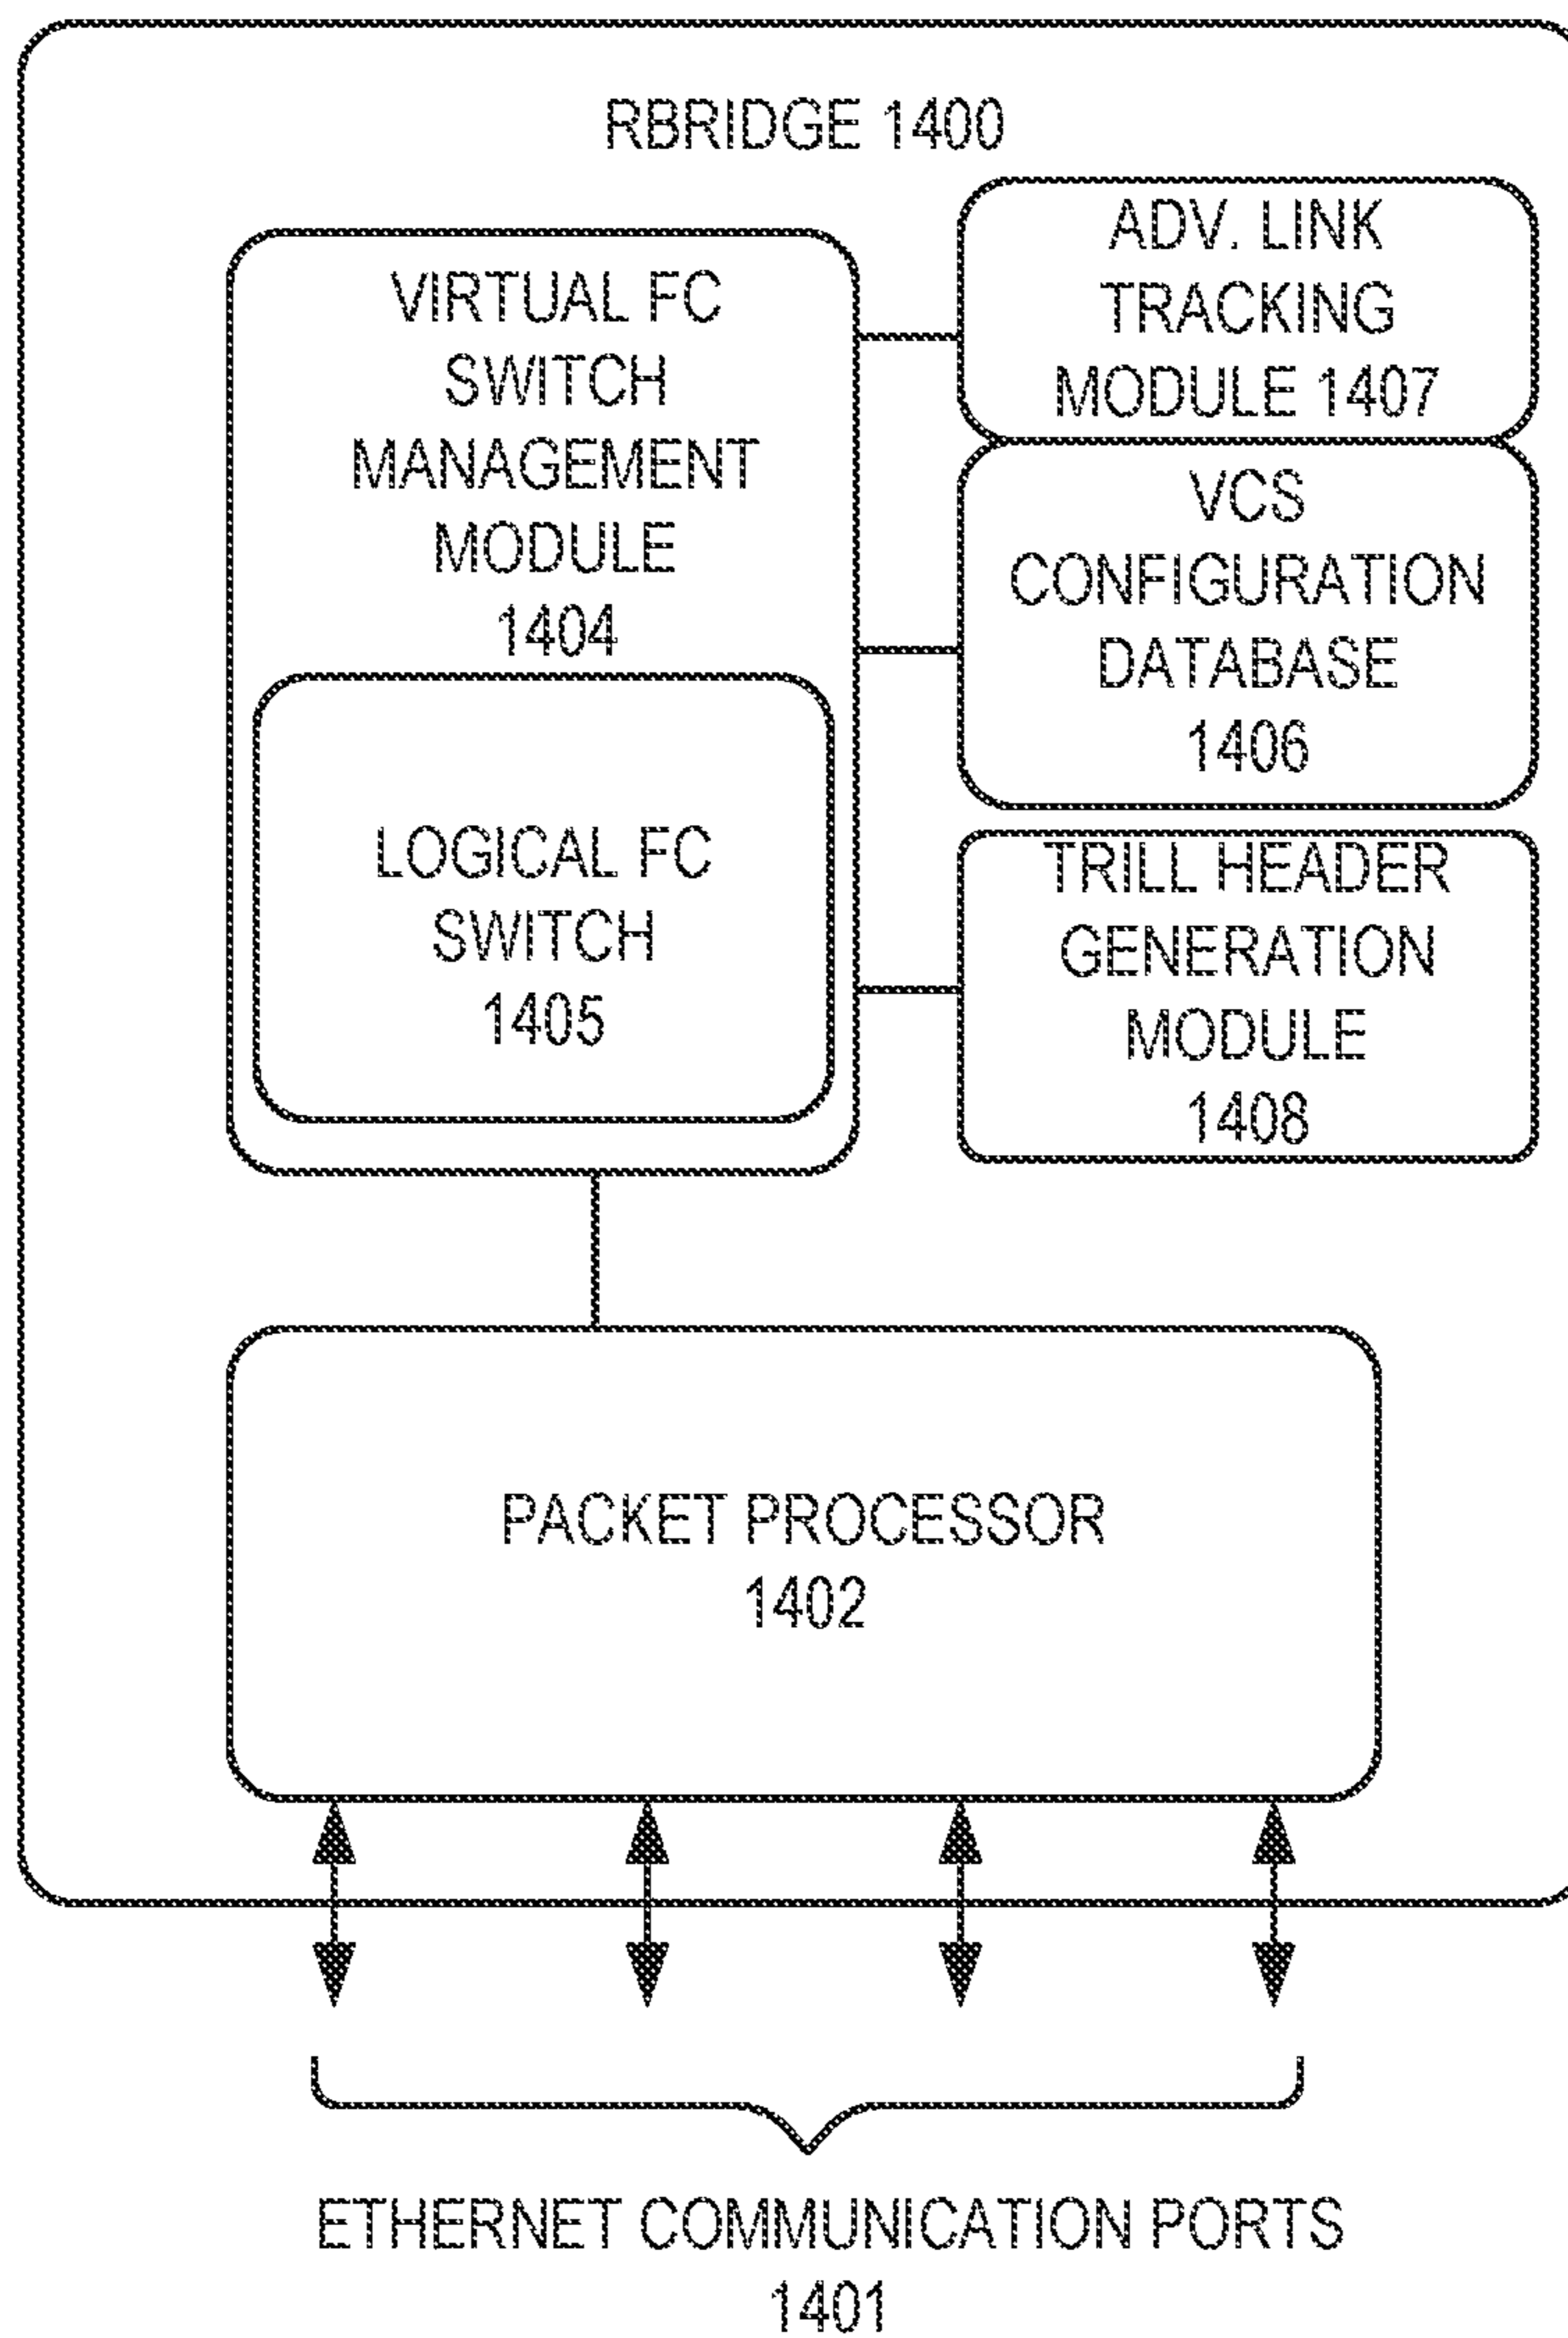 RBRIDGE 1400
VIRTUAL FC
SWITCH
MANAGEMENT
MODULE
1404
LOGICAL FC
SWITCH
1405
ADV. LINK
TRACKING
MODULE 1407
VCS
CONFIGURATION
DATABASE
1406
TRILL HEADER
GENERATION
MODULE
1408
PACKET PROCESSOR
1402
ETHERNET COMMUNICATION PORTS
1401